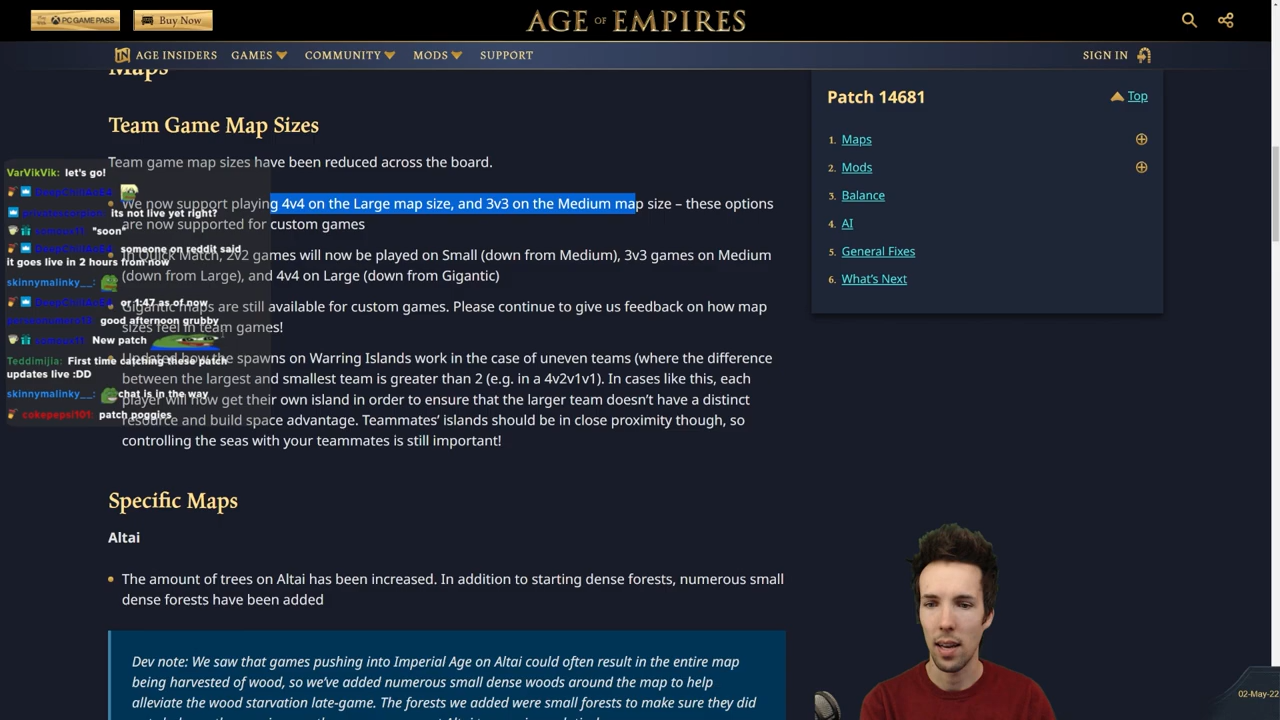 PC GAME PASS
Buy Now
AGE OF EMPIRES
AGE INSIDERS
GAMES
COMMUNITY
MODS
SUPPORT
SIGN IN
Maps
Team Game Map Sizes
Team game map sizes have been reduced across the board.
We now support playing 4v4 on the Large map size, and 3v3 on the Medium map size – these options
are now supported for custom games
In Quick Match, 2v2 games will now be played on Small (down from Medium), 3v3 games on Medium
(down from Large), and 4v4 on Large (down from Gigantic)
Gigantic maps are still available for custom games. Please continue to give us feedback on how map
sizes feel in team games!
Updated how the spawns on Warring Islands work in the case of uneven teams (where the difference
between the largest and smallest team is greater than 2 (e.g. in a 4v2v1v1). In cases like this, each
player will now get their own island in order to ensure that the larger team doesn’t have a distinct
resource and build space advantage. Teammates’ islands should be in close proximity though, so
controlling the seas with your teammates is still important!
Specific Maps
Altai
The amount of trees on Altai has been increased. In addition to starting dense forests, numerous small
dense forests have been added
Dev note: We saw that games pushing into Imperial Age on Altai could often result in the entire map
being harvested of wood, so we’ve added numerous small dense woods around the map to help
alleviate the wood starvation late-game. The forests we added were small forests to make sure they did
VarVikVik: let's go!
its not live yet right?
"soon"
someone on reddit said
it goes live in 2 hours from now
skinnymalinky__:
or 1:47 as of now
good afternoon grubby
New patch
Teddimijia: First time catching these patch
updates live :DD
skinnymalinky__: chat is in the way
cokepepsi101: patch poggies
Patch 14681
Top
1. Maps
2. Mods
3. Balance
4. AI
5. General Fixes
6. What's Next
02-May-22